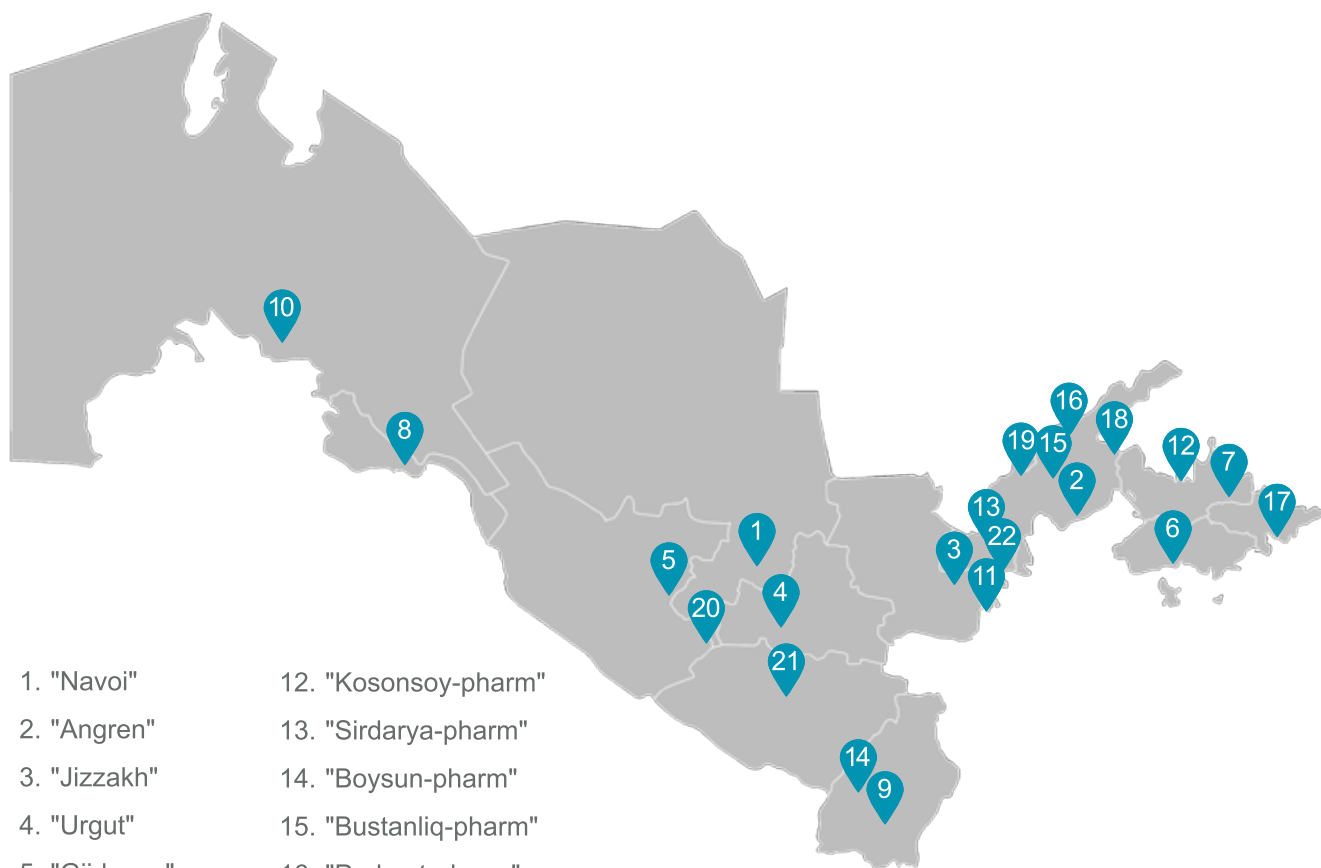 10
8
16
18
19
15
12
7
2
17
13
6
1
22
3
5
11
4
20
21
14
9
1. "Navoi"
2. "Angren"
3. "Jizzakh"
4. "Urgut"
12. "Kosonsoy-pharm"
13. "Sirdarya-pharm"
14. "Boysun-pharm"
15. "Bustanliq-pharm"